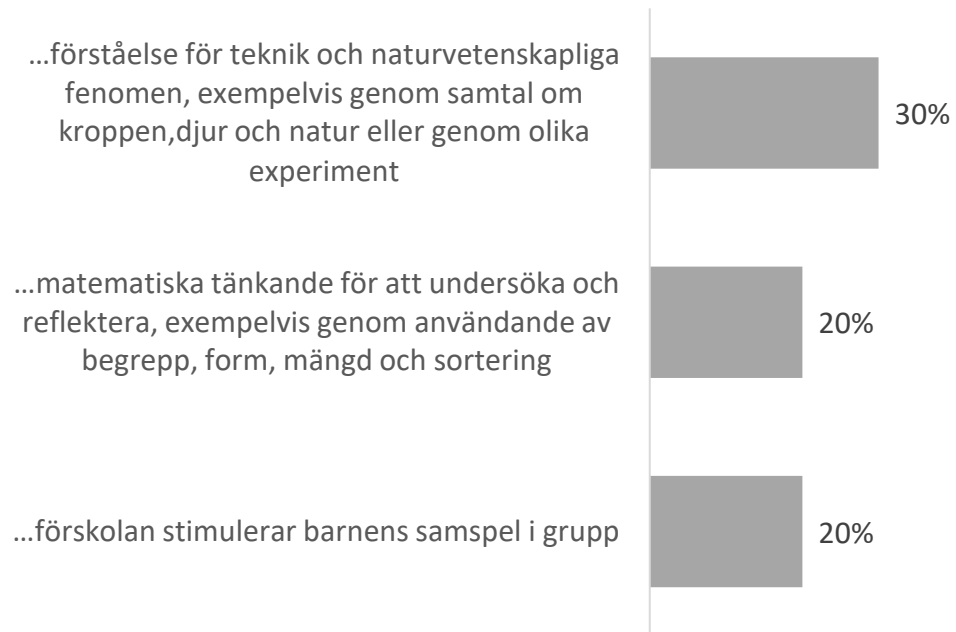 ...förståelse för teknik och naturvetenskapliga
fenomen, exempelvis genom samtal om
kroppen,djur och natur eller genom olika
experiment
30%
...matematiska tänkande för att undersöka och
reflektera, exempelvis genom användande av
begrepp, form, mängd och sortering
20%
...förskolan stimulerar barnens samspel i grupp
20%